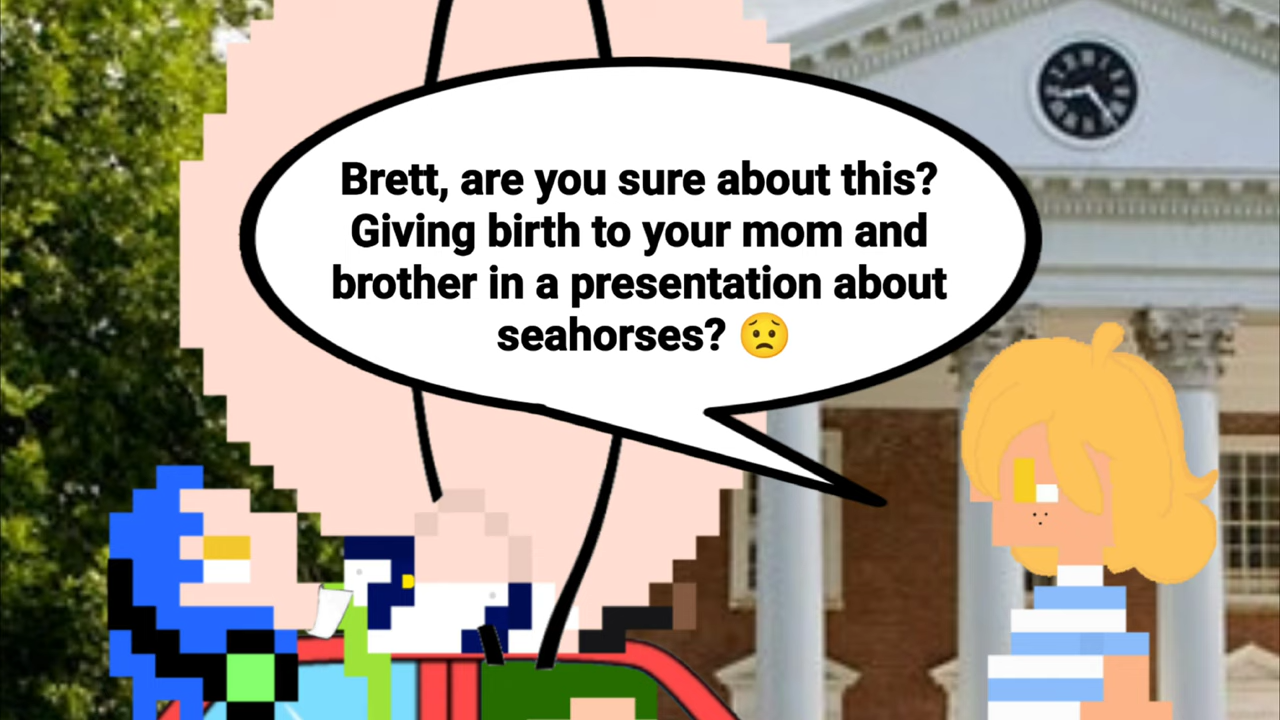 Brett, are you sure about this?
Giving birth to your mom and
brother in a presentation about
seahorses? 😟